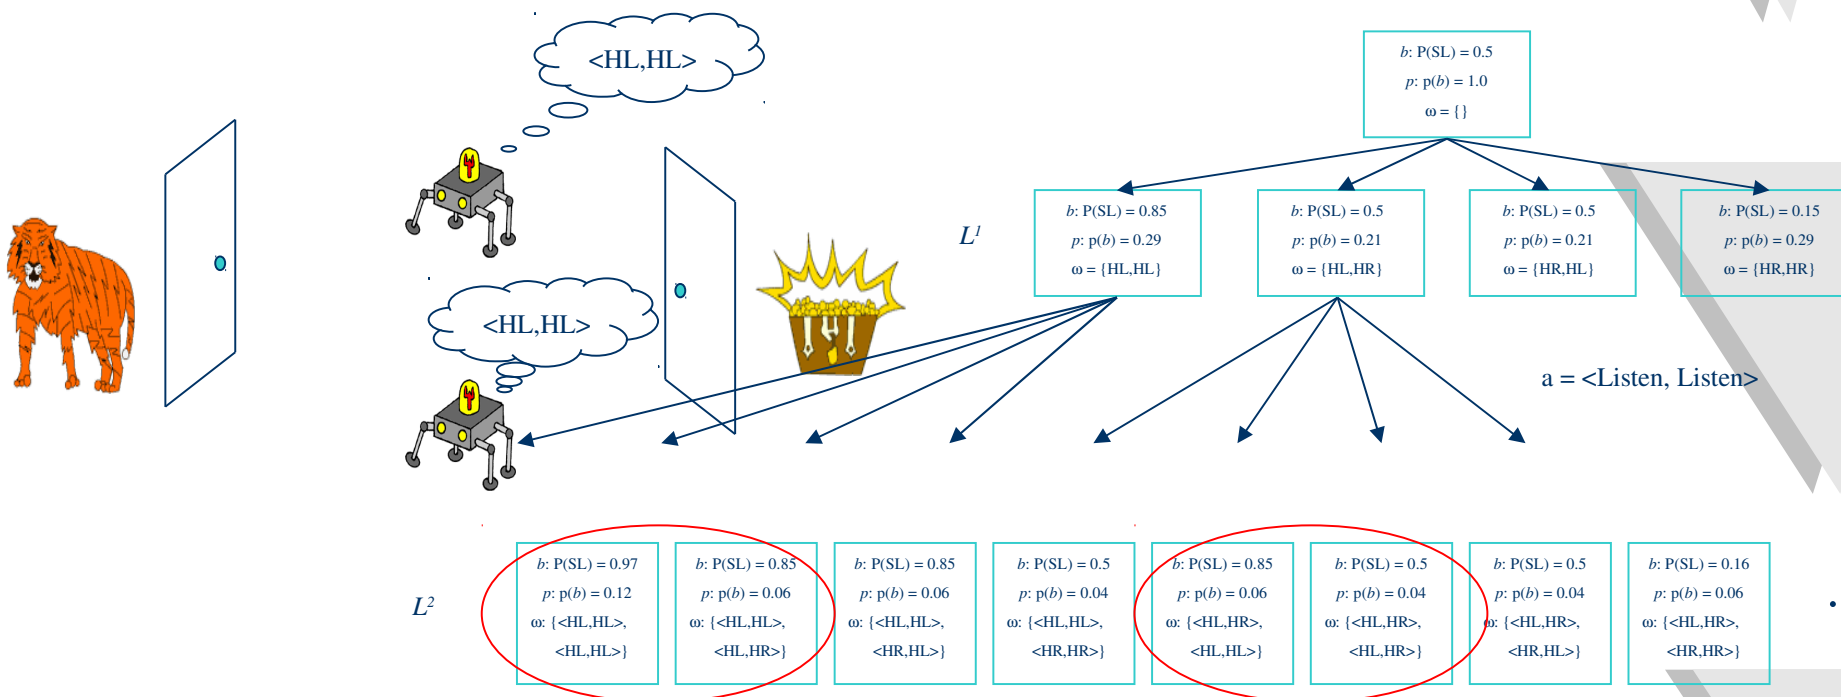 <HL,HL>
b: P(SL) = 0.5
p: p(b) = 1.0
ω = {}
L¹
b: P(SL) = 0.85
p: p(b) = 0.29
ω = {HL,HL}
b: P(SL) = 0.5
p: p(b) = 0.21
ω = {HL,HR}
b: P(SL) = 0.5
p: p(b) = 0.21
ω = {HR,HL}
b: P(SL) = 0.15
p: p(b) = 0.29
ω = {HR,HR}
<HL,HL>
a = <Listen, Listen>
L²
b: P(SL) = 0.97
p: p(b) = 0.12
ω: {<HL,HL>,
<HL,HL>}
b: P(SL) = 0.85
p: p(b) = 0.06
ω: {<HL,HL>,
<HL,HR>}
b: P(SL) = 0.85
p: p(b) = 0.06
ω: {<HL,HL>,
<HR,HL>}
b: P(SL) = 0.5
p: p(b) = 0.04
ω: {<HL,HL>,
<HR,HR>}
b: P(SL) = 0.85
p: p(b) = 0.06
ω: {<HL,HR>,
<HL,HL>}
b: P(SL) = 0.5
p: p(b) = 0.04
ω: {<HL,HR>,
<HL,HR>}
b: P(SL) = 0.5
p: p(b) = 0.04
ω: {<HL,HR>,
<HR,HL>}
b: P(SL) = 0.16
p: p(b) = 0.06
ω: {<HL,HR>,
<HR,HR>}